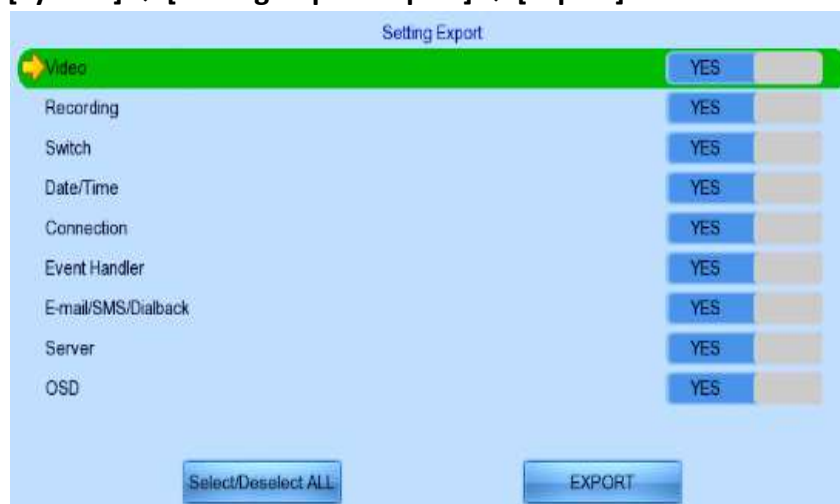 Setting Export
Video YES
Recording YES
Switch YES
Date/Time YES
Connection YES
Event Handler YES
E-mail/SMS/Dialback YES
Server YES
OSD YES
Select/Deselect ALL EXPORT